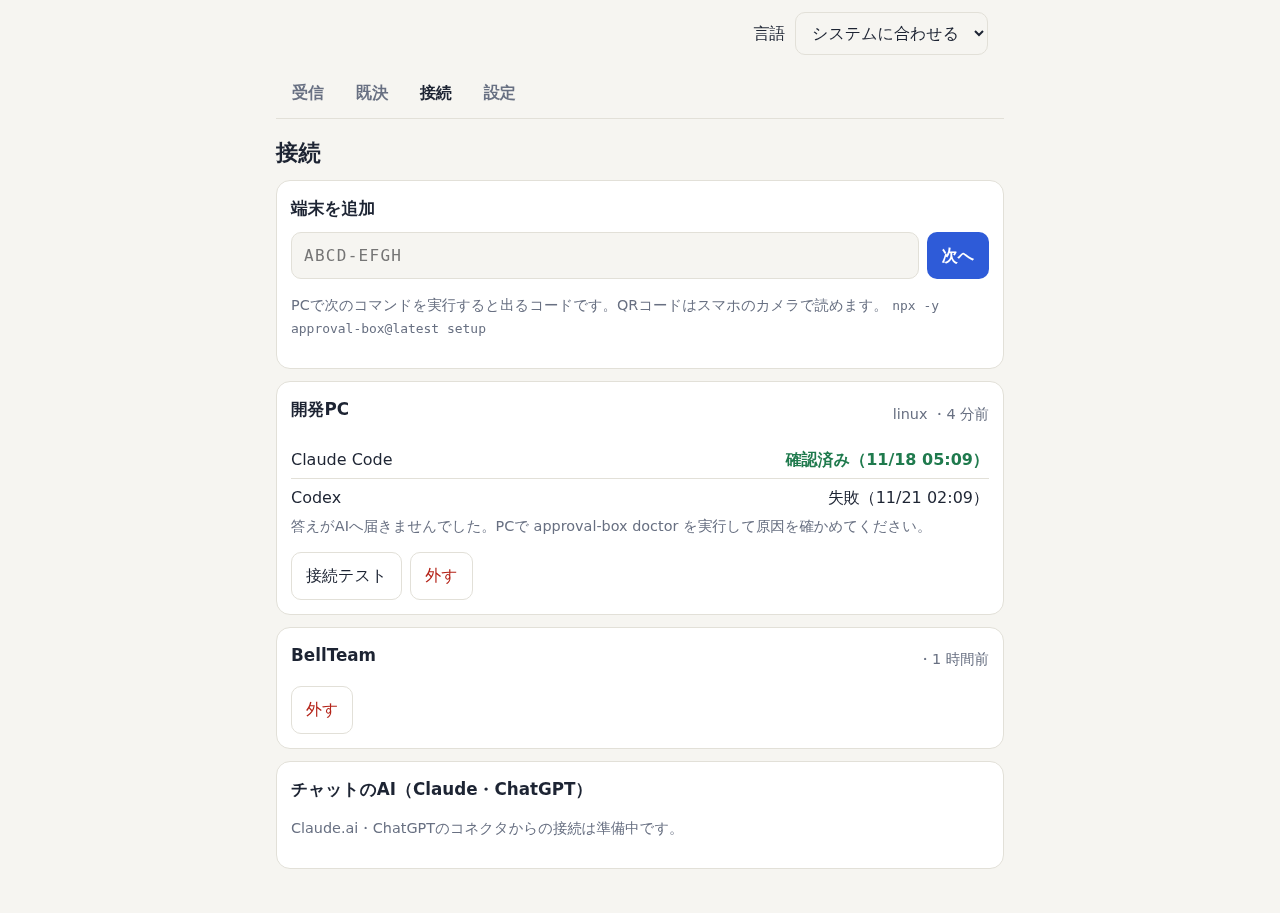 言語 システムに合わせる
受信 既決 接続 設定
接続
端末を追加
ABCD-EFGH 次へ
PCで次のコマンドを実行すると出るコードです。QRコードはスマホのカメラで読めます。 npx -y
approval-box@latest setup
開発PC linux ・4 分前
Claude Code 確認済み（11/18 05:09）
Codex 失敗（11/21 02:09）
答えがAIへ届きませんでした。PCで approval-box doctor を実行して原因を確かめてください。
接続テスト 外す
BellTeam ・1 時間前
外す
チャットのAI（Claude・ChatGPT）
Claude.ai・ChatGPTのコネクタからの接続は準備中です。